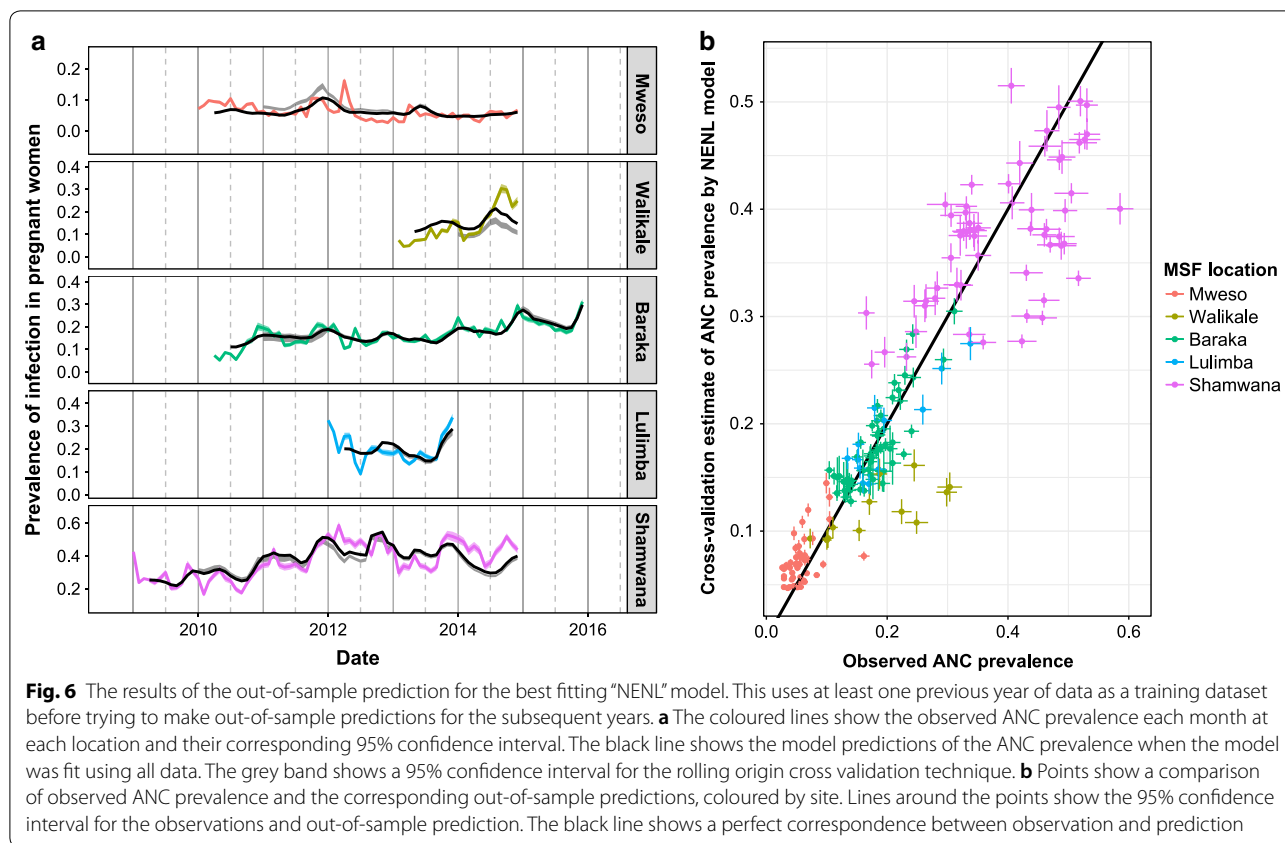 a
Prevalence of infection in pregnant women
0.2
0.1
0.0
Mweso
0.4
0.3
0.2
0.1
0.0
Walikale
0.4
0.3
0.2
0.1
0.0
Baraka
0.4
0.3
0.2
0.1
0.0
Lulimba
0.6
0.4
0.2
Shamwana
2010 2012 2014 2016
Date
b
Cross-validation estimate of ANC prevalence by NENL model
0.5
0.4
0.3
0.2
0.1
0.0 0.2 0.4 0.6
Observed ANC prevalence
MSF location
Mweso
Walikale
Baraka
Lulimba
Shamwana
Fig. 6 The results of the out-of-sample prediction for the best fitting “NENL” model. This uses at least one previous year of data as a training dataset
before trying to make out-of-sample predictions for the subsequent years. a The coloured lines show the observed ANC prevalence each month at
each location and their corresponding 95% confidence interval. The black line shows the model predictions of the ANC prevalence when the model
was fit using all data. The grey band shows a 95% confidence interval for the rolling origin cross validation technique. b Points show a comparison
of observed ANC prevalence and the corresponding out-of-sample predictions, coloured by site. Lines around the points show the 95% confidence
interval for the observations and out-of-sample prediction. The black line shows a perfect correspondence between observation and prediction